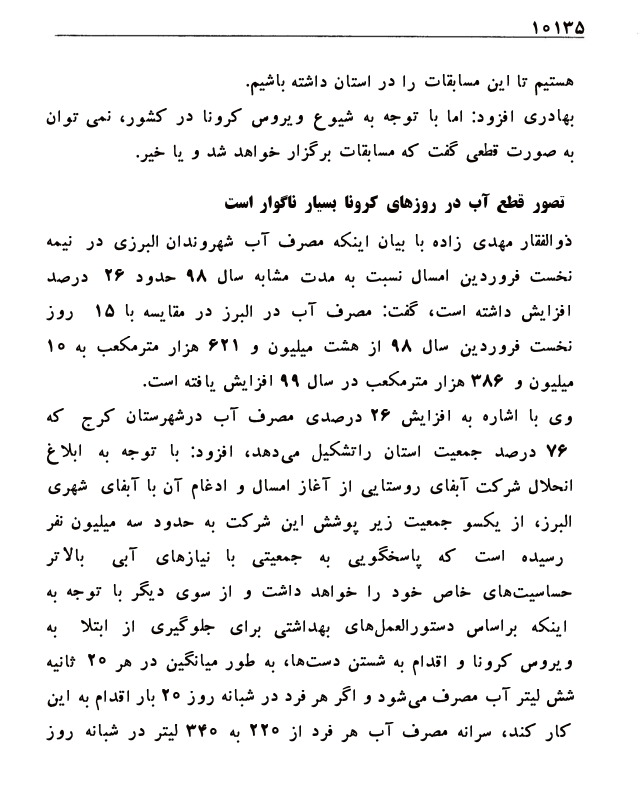 ۱۰۱۳۵
هستیم تا این مسابقات را در استان داشته باشیم.
بهادری افزود: اما با توجه به شیوع ویروس کرونا در کشور، نمی توان
به صورت قطعی گفت که مسابقات برگزار خواهد شد و یا خیر.
تصور قطع آب در روزهای کرونا بسیار ناگوار است
ذوالفقار مهدی زاده با بیان اینکه مصرف آب شهروندان البرزی در نیمه
نخست فروردین امسال نسبت به مدت مشابه سال ۹۸ حدود ۲۶ درصد
افزایش داشته است، گفت: مصرف آب در البرز در مقایسه با ۱۵ روز
نخست فروردین سال ۹۸ از هشت میلیون و ۶۲۱ هزار مترمکعب به ۱۰
میلیون و ۳۸۶ هزار مترمکعب در سال ۹۹ افزایش یافته است.
وی با اشاره به افزایش ۲۶ درصدی مصرف آب درشهرستان کرج که
۷۶ درصد جمعیت استان راتشکیل می‌دهد، افزود: با توجه به ابلاغ
انحلال شرکت آبفای روستایی از آغاز امسال و ادغام آن با آبفای شهری
البرز، از یکسو جمعیت زیر پوشش این شرکت به حدود سه میلیون نفر
رسیده است که پاسخگویی به جمعیتی با نیازهای آبی بالاتر
حساسیت‌های خاص خود را خواهد داشت و از سوی دیگر با توجه به
اینکه براساس دستورالعمل‌های بهداشتی برای جلوگیری از ابتلا به
ویروس کرونا و اقدام به شستن دست‌ها، به طور میانگین در هر ۲۰ ثانیه
شش لیتر آب مصرف می‌شود و اگر هر فرد در شبانه روز ۲۰ بار اقدام به این
کار کند، سرانه مصرف آب هر فرد از ۲۲۰ به ۳۴۰ لیتر در شبانه روز